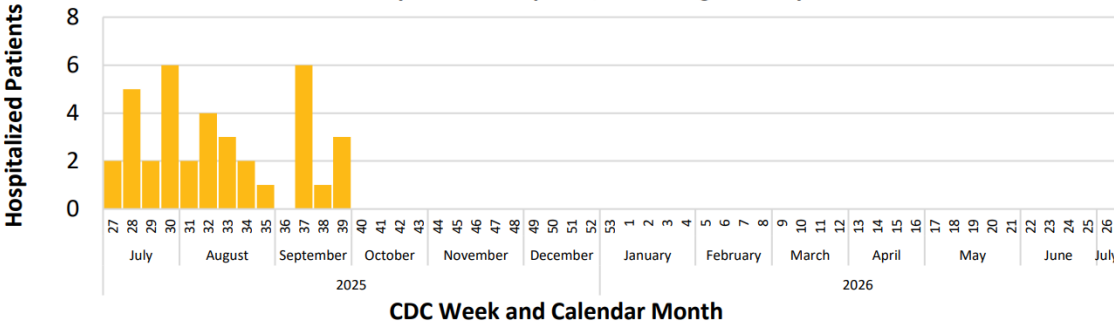 Hospitalized Patients
8
6
4
2
0
27 28 29 30 31 32 33 34 35 36 37 38 39 40 41 42 43 44 45 46 47 48 49 50 51 52 53 1 2 3 4 5 6 7 8 9 10 11 12 13 14 15 16 17 18 19 20 21 22 23 24 25 26
July August September October November December January February March April May June July
2025 2026
CDC Week and Calendar Month